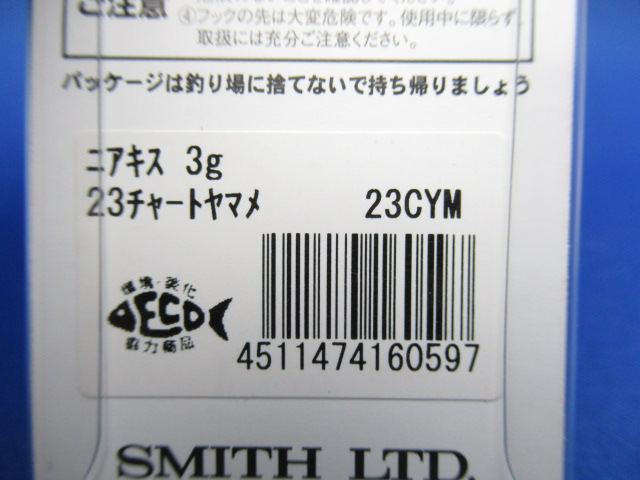 ご注意
④フックの先は大変危険です。使用中に限らず、
取扱には充分ご注意ください。
パッケージは釣り場に捨てないで持ち帰りましょう
ニアキス 3g
23チャートヤマメ 23CYM
環境・美化
ECO
協力商品
4511474160597
SMITH LTD.